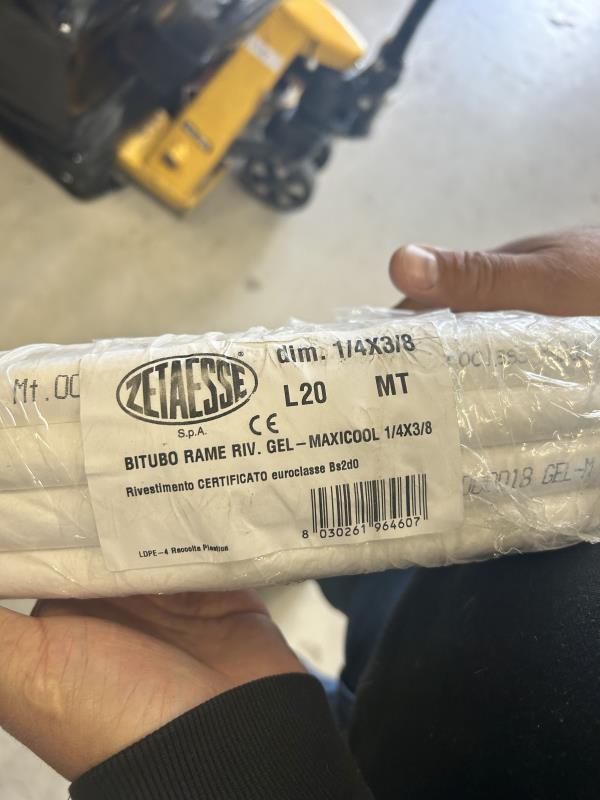 dim. 1/4X3/8
ZETAESSE®
S.p.A.
CE
L20 MT
BITUBO RAME RIV. GEL-MAXICOOL 1/4X3/8
Rivestimento CERTIFICATO euroclasse Bs2d0
8 030261 964607
LDPE-4 Raccolta Plastica
Mt.00
GEL-M